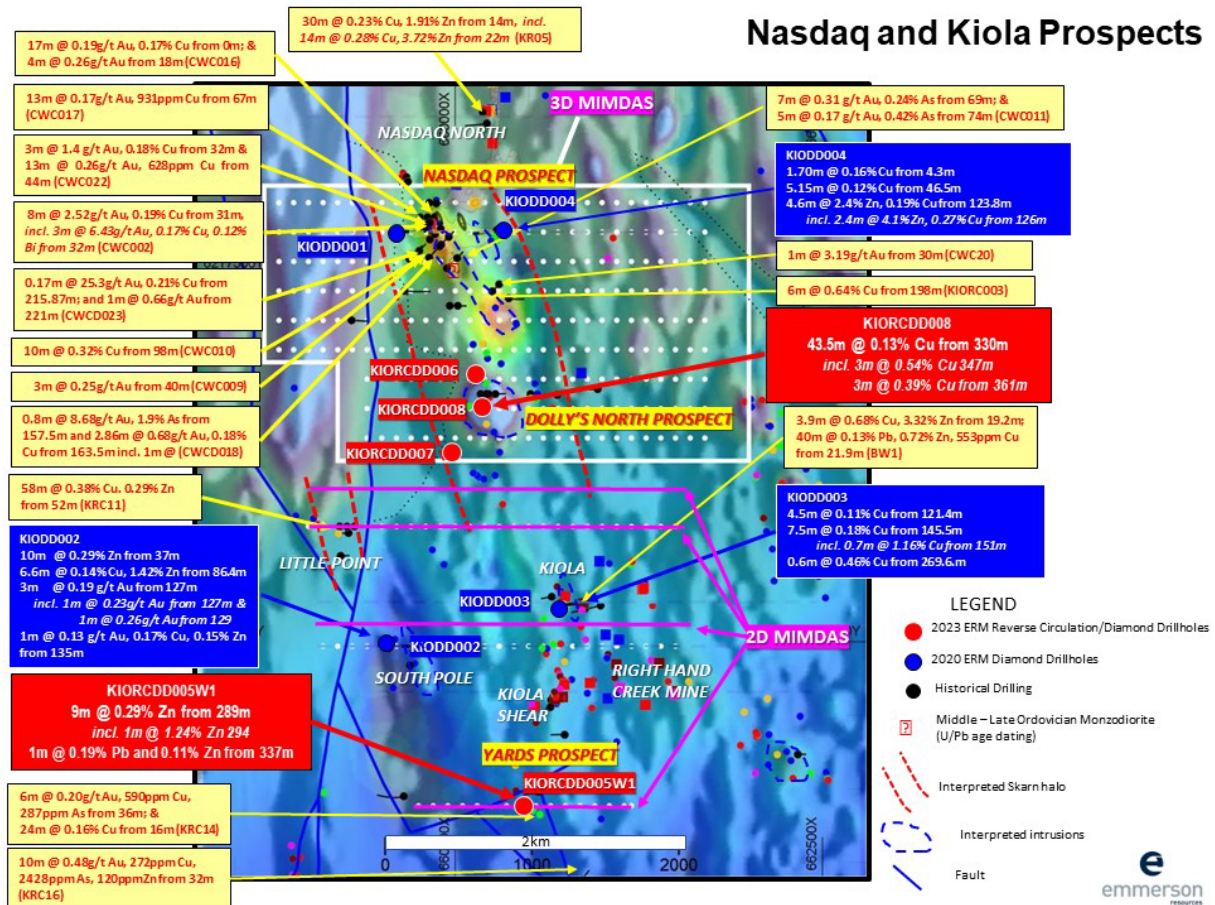 Nasdaq and Kiola Prospects
30m @ 0.23% Cu, 1.91% Zn from 14m, incl.
14m @ 0.28% Cu, 3.72% Zn from 22m (KR05)
17m @ 0.19g/t Au, 0.17% Cu from 0m; &
4m @ 0.26g/t Au from 18m (CWC016)
13m @ 0.17g/t Au, 931ppm Cu from 67m
(CWC017)
3m @ 1.4 g/t Au, 0.18% Cu from 32m &
13m @ 0.26g/t Au, 628ppm Cu from
44m (CWC022)
8m @ 2.52g/t Au, 0.19% Cu from 31m,
incl. 3m @ 6.43g/t Au, 0.17% Cu, 0.12%
Bi from 32m (CWC002)
0.17m @ 25.3g/t Au, 0.21% Cu from
215.87m; and 1m @ 0.66g/t Au from
221m (CWCD023)
10m @ 0.32% Cu from 98m (CWC010)
3m @ 0.25g/t Au from 40m (CWC009)
0.8m @ 8.68g/t Au, 1.9% As from
157.5m and 2.86m @ 0.68g/t Au, 0.18%
Cu from 163.5m incl. 1m @ (CWCD018)
58m @ 0.38% Cu. 0.29% Zn
from 52m (KRC11)
KIODD002
10m @ 0.29% Zn from 37m
6.6m @ 0.14% Cu, 1.42% Zn from 86.4m
3m @ 0.19 g/t Au from 127m
incl. 1m @ 0.23g/t Au from 127m &
1m @ 0.26g/t Au from 129
1m @ 0.13 g/t Au, 0.17% Cu, 0.15% Zn
from 135m
KIORCDD005W1
9m @ 0.29% Zn from 289m
incl. 1m @ 1.24% Zn 294
1m @ 0.19% Pb and 0.11% Zn from 337m
6m @ 0.20g/t Au, 590ppm Cu,
287ppm As from 36m; &
24m @ 0.16% Cu from 16m (KRC14)
10m @ 0.48g/t Au, 272ppm Cu,
2428ppm As, 120ppm Zn from 32m
(KRC16)
3D MIMDAS
NASDAQ NORTH
NASDAQ PROSPECT
KIODD004
KIODD001
KIORCDD006
KIORCDD008
DOLLY'S NORTH PROSPECT
KIORCDD007
LITTLE POINT
KIOLA
KIODD003
KIODD002
2D MIMDAS
SOUTH POLE
KIOLA
SHEAR
RIGHT HAND
CREEK MINE
YARDS PROSPECT
KIORCDD005W1
2km
0
1000
2000
662500X
7m @ 0.31 g/t Au, 0.24% As from 69m; &
5m @ 0.17 g/t Au, 0.42% As from 74m (CWC011)
KIODD004
1.70m @ 0.16% Cu from 4.3m
5.15m @ 0.12% Cu from 46.5m
4.6m @ 2.4% Zn, 0.19% Cu from 123.8m
incl. 2.4m @ 4.1% Zn, 0.27% Cu from 126m
1m @ 3.19g/t Au from 30m (CWC20)
6m @ 0.64% Cu from 198m (KIORC003)
KIORCDD008
43.5m @ 0.13% Cu from 330m
incl. 3m @ 0.54% Cu 347m
3m @ 0.39% Cu from 361m
3.9m @ 0.68% Cu, 3.32% Zn from 19.2m;
40m @ 0.13% Pb, 0.72% Zn, 553ppm Cu
from 21.9m (BW1)
KIODD003
4.5m @ 0.11% Cu from 121.4m
7.5m @ 0.18% Cu from 145.5m
incl. 0.7m @ 1.16% Cu from 151m
0.6m @ 0.46% Cu from 269.6.m
LEGEND
2023 ERM Reverse Circulation/Diamond Drillholes
2020 ERM Diamond Drillholes
Historical Drilling
Middle – Late Ordovician Monzodiorite
(U/Pb age dating)
Interpreted Skarn halo
Interpreted intrusions
Fault
emmerson
resources